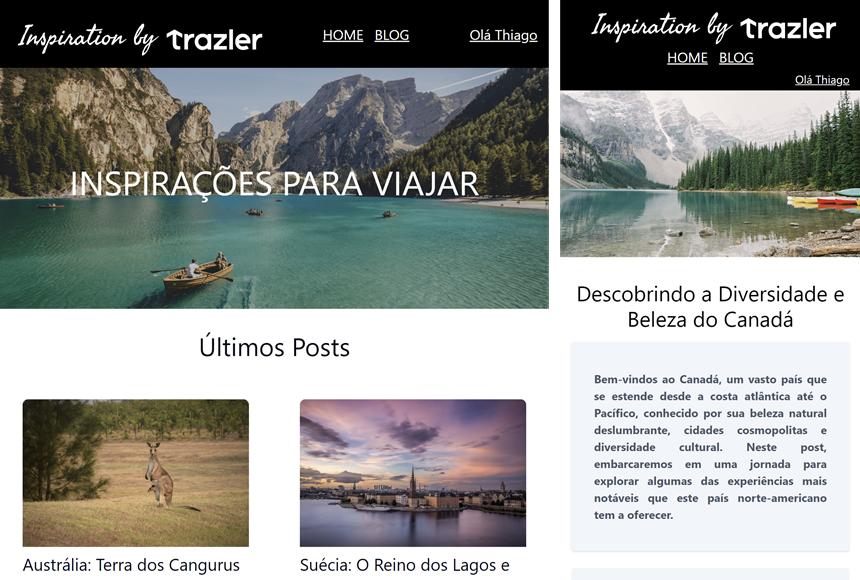 Inspiration by trazler
HOME BLOG
Olá Thiago
INSPIRAÇÕES PARA VIAJAR
Últimos Posts
Austrália: Terra dos Cangurus
Suécia: O Reino dos Lagos e
Inspiration by trazler
HOME BLOG
Olá Thiago
Descobrindo a Diversidade e
Beleza do Canadá
Bem-vindos ao Canadá, um vasto país que
se estende desde a costa atlântica até o
Pacífico, conhecido por sua beleza natural
deslumbrante, cidades cosmopolitas e
diversidade cultural. Neste post,
embarcaremos em uma jornada para
explorar algumas das experiências mais
notáveis que este país norte-americano
tem a oferecer.